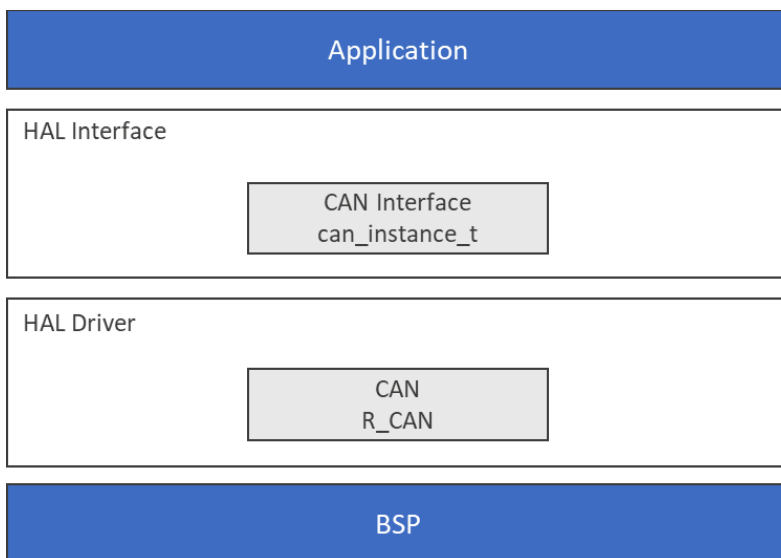 Application
HAL Interface
CAN Interface
can_instance_t
HAL Driver
CAN
R_CAN
BSP